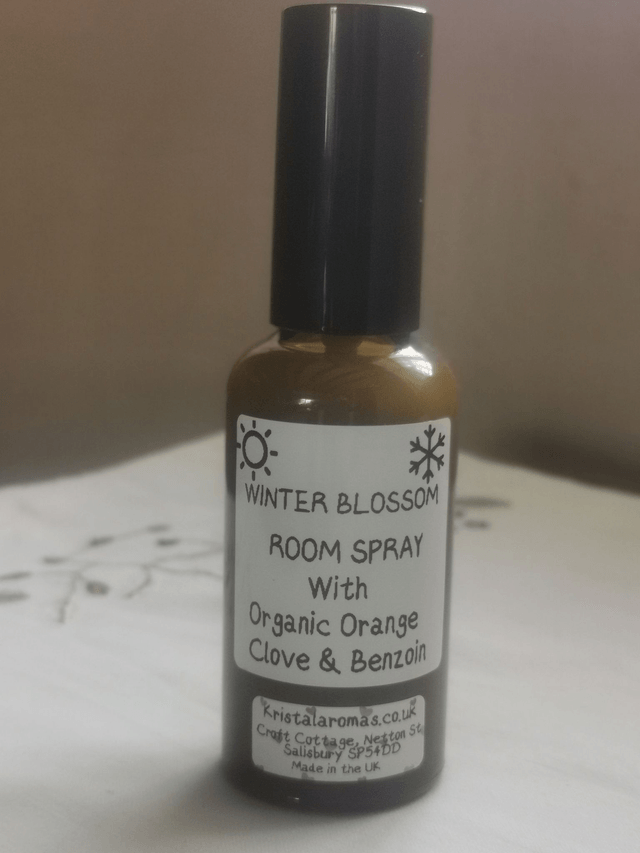 WINTER BLOSSOM
ROOM SPRAY
With
Organic Orange
Clove & Benzoin
Kristalaromas.co.uk
Croft Cottage, Netton St,
Salisbury SP54DD
Made in the UK